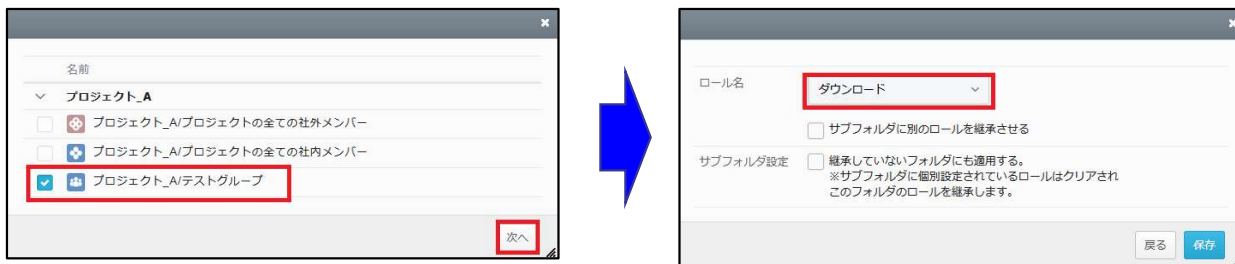 名前
プロジェクト_A
プロジェクト_A/プロジェクトの全ての社外メンバー
プロジェクト_A/プロジェクトの全ての社内メンバー
プロジェクト_A/テストグループ
次へ
ロール名
ダウンロード
サブフォルダに別のロールを継承させる
サブフォルダ設定
継承していないフォルダにも適用する。
※サブフォルダに個別設定されているロールはクリアされ
このフォルダのロールを継承します。
戻る
保存